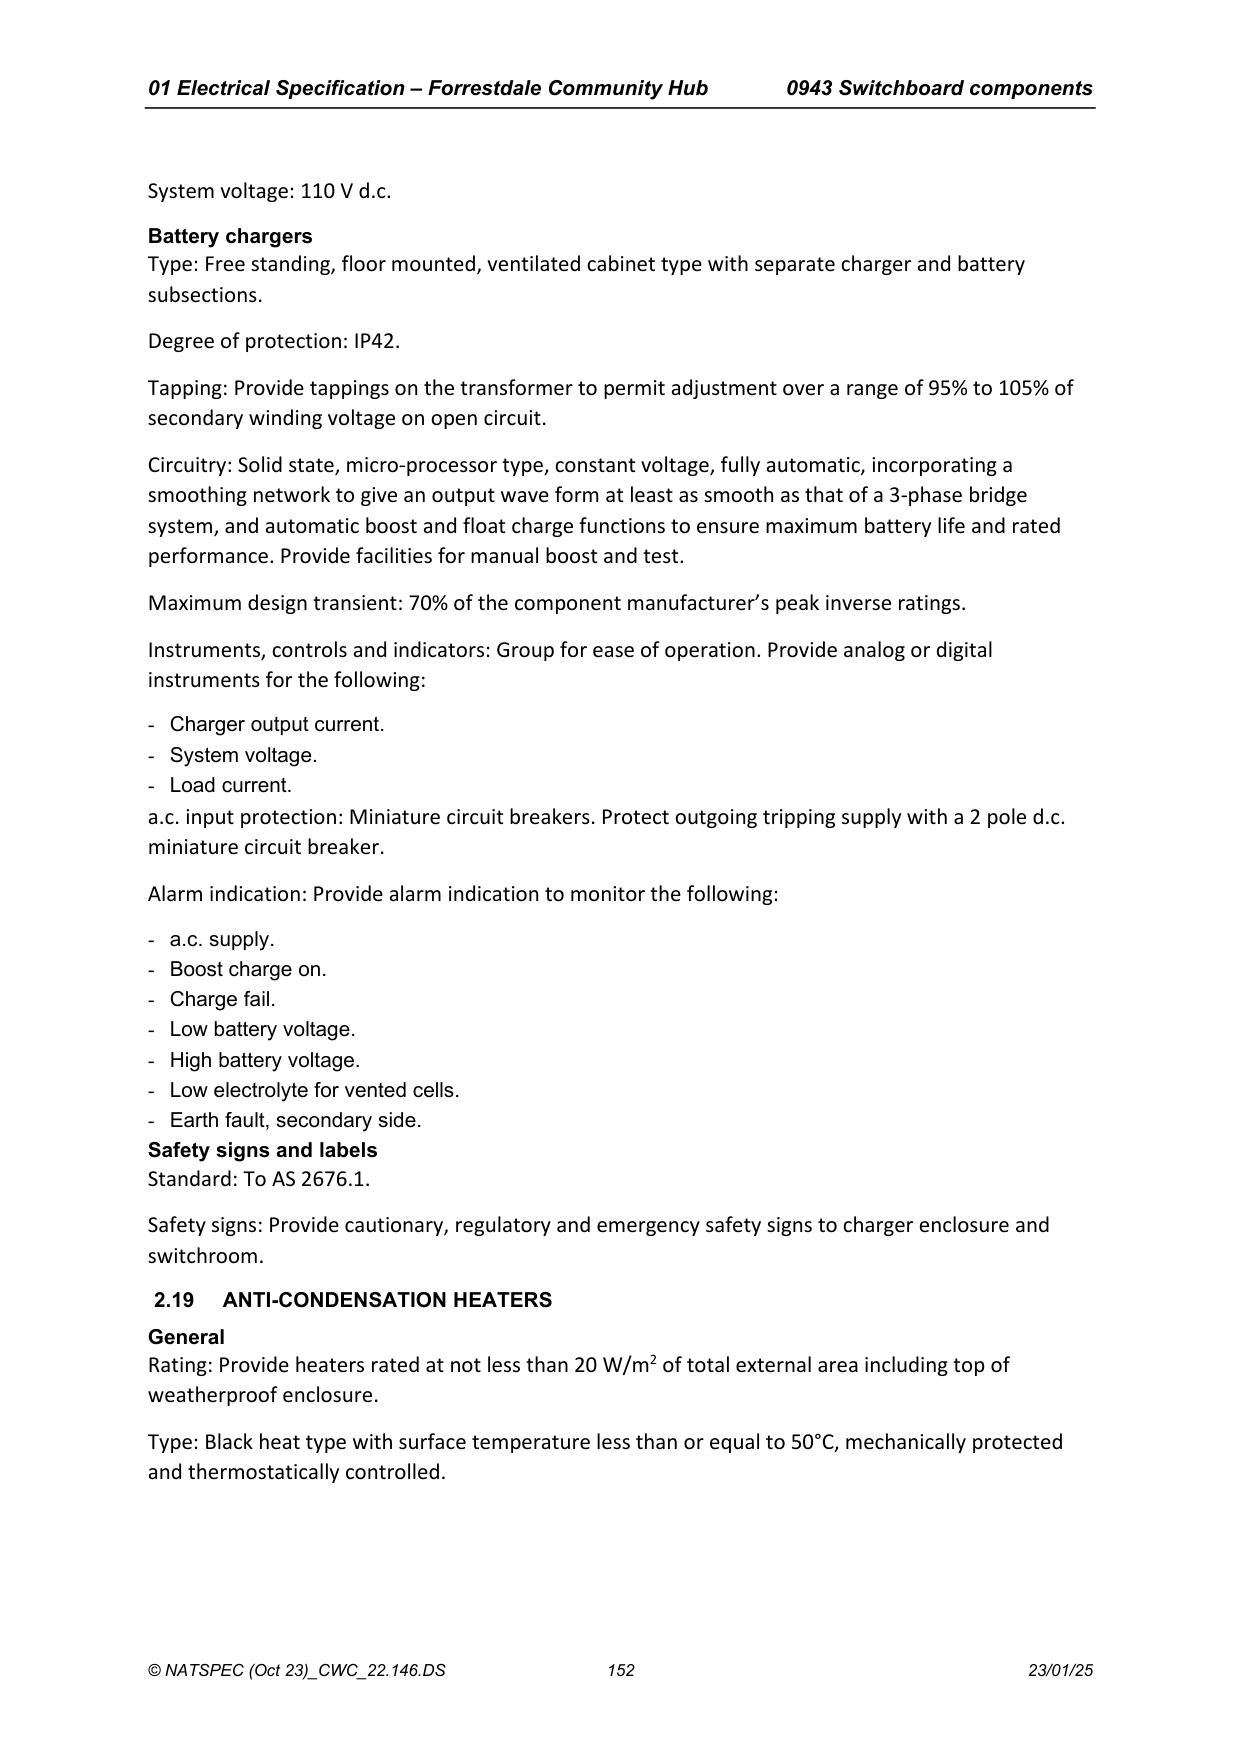 01 Electrical Specification – Forrestdale Community Hub 0943 Switchboard components
System voltage: 110 V d.c.
Battery chargers
Type: Free standing, floor mounted, ventilated cabinet type with separate charger and battery
subsections.
Degree of protection: IP42.
Tapping: Provide tappings on the transformer to permit adjustment over a range of 95% to 105% of
secondary winding voltage on open circuit.
Circuitry: Solid state, micro-processor type, constant voltage, fully automatic, incorporating a
smoothing network to give an output wave form at least as smooth as that of a 3-phase bridge
system, and automatic boost and float charge functions to ensure maximum battery life and rated
performance. Provide facilities for manual boost and test.
Maximum design transient: 70% of the component manufacturer’s peak inverse ratings.
Instruments, controls and indicators: Group for ease of operation. Provide analog or digital
instruments for the following:
- Charger output current.
- System voltage.
- Load current.
a.c. input protection: Miniature circuit breakers. Protect outgoing tripping supply with a 2 pole d.c.
miniature circuit breaker.
Alarm indication: Provide alarm indication to monitor the following:
- a.c. supply.
- Boost charge on.
- Charge fail.
- Low battery voltage.
- High battery voltage.
- Low electrolyte for vented cells.
- Earth fault, secondary side.
Safety signs and labels
Standard: To AS 2676.1.
Safety signs: Provide cautionary, regulatory and emergency safety signs to charger enclosure and
switchroom.
2.19 ANTI-CONDENSATION HEATERS
General
Rating: Provide heaters rated at not less than 20 W/m² of total external area including top of
weatherproof enclosure.
Type: Black heat type with surface temperature less than or equal to 50°C, mechanically protected
and thermostatically controlled.
© NATSPEC (Oct 23)_CWC_22.146.DS 152 23/01/25